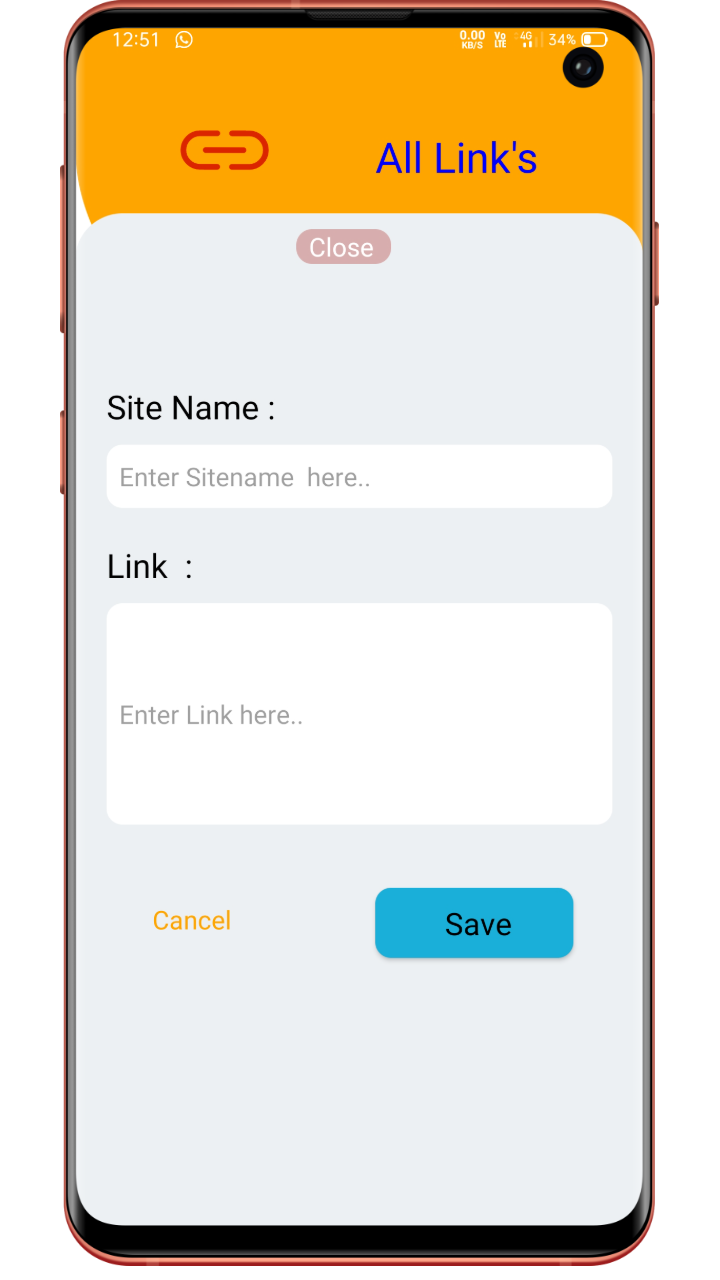 12:51 0.00 KB/S Vo LTE 4G 34%
All Link's
Close
Site Name :
Enter Sitename  here..
Link  :
Enter Link here..
Cancel Save